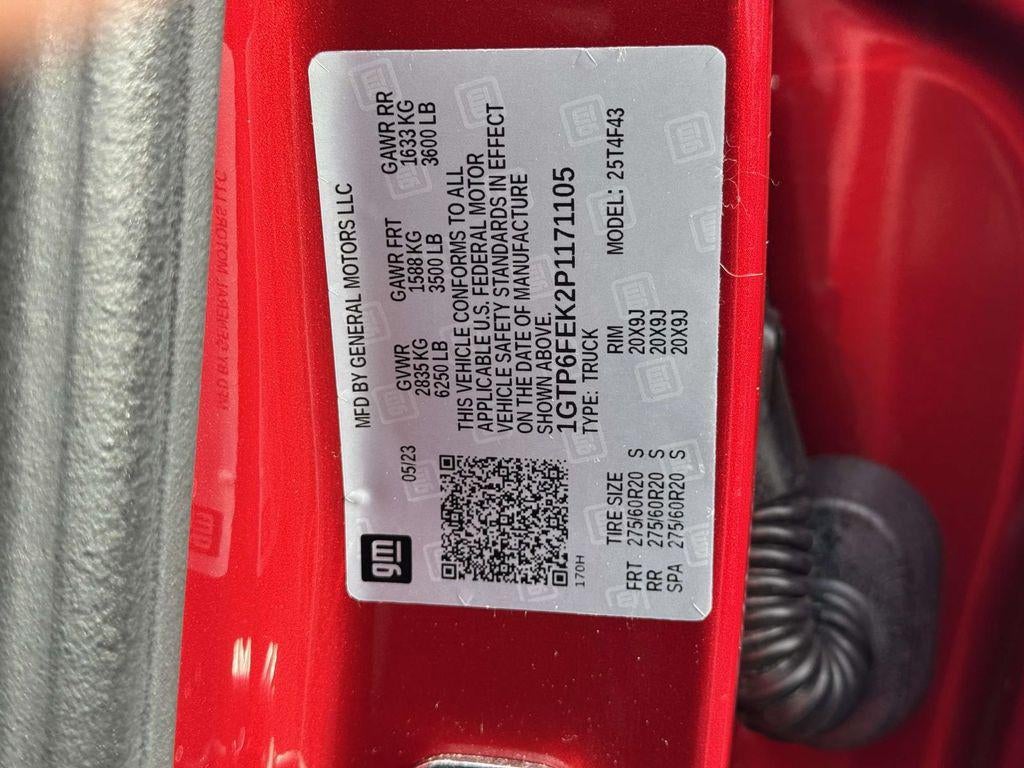 MFD BY GENERAL MOTORS LLC
05/23 GVWR GAWR FRT GAWR RR
2835 KG 1588 KG 1633 KG
6250 LB 3500 LB 3600 LB
gm
THIS VEHICLE CONFORMS TO ALL
APPLICABLE U.S. FEDERAL MOTOR
VEHICLE SAFETY STANDARDS IN EFFECT
ON THE DATE OF MANUFACTURE
SHOWN ABOVE.
1GTP6FEK2P1171105
170H TYPE: TRUCK
TIRE SIZE RIM MODEL: 25T4F43
FRT 275/60R20 S 20X9J
RR 275/60R20 S 20X9J
SPA 275/60R20 S 20X9J